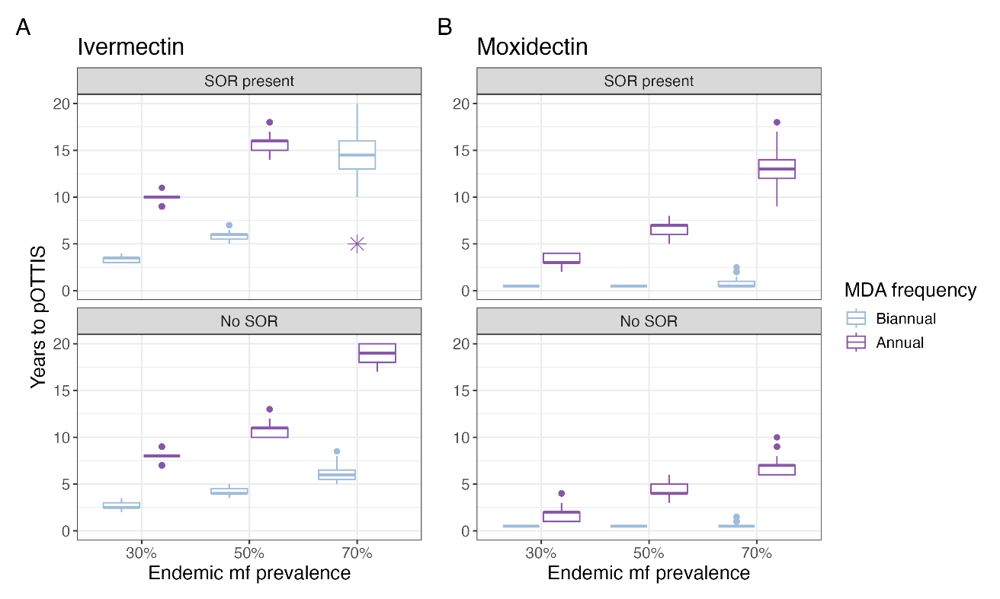 A
Ivermectin
SOR present
20
15
10
5
0
No SOR
20
15
10
5
0
30% 50% 70%
Endemic mf prevalence
Years to pOTTIS
B
Moxidectin
SOR present
20
15
10
5
0
No SOR
20
15
10
5
0
30% 50% 70%
Endemic mf prevalence
MDA frequency
Biannual
Annual